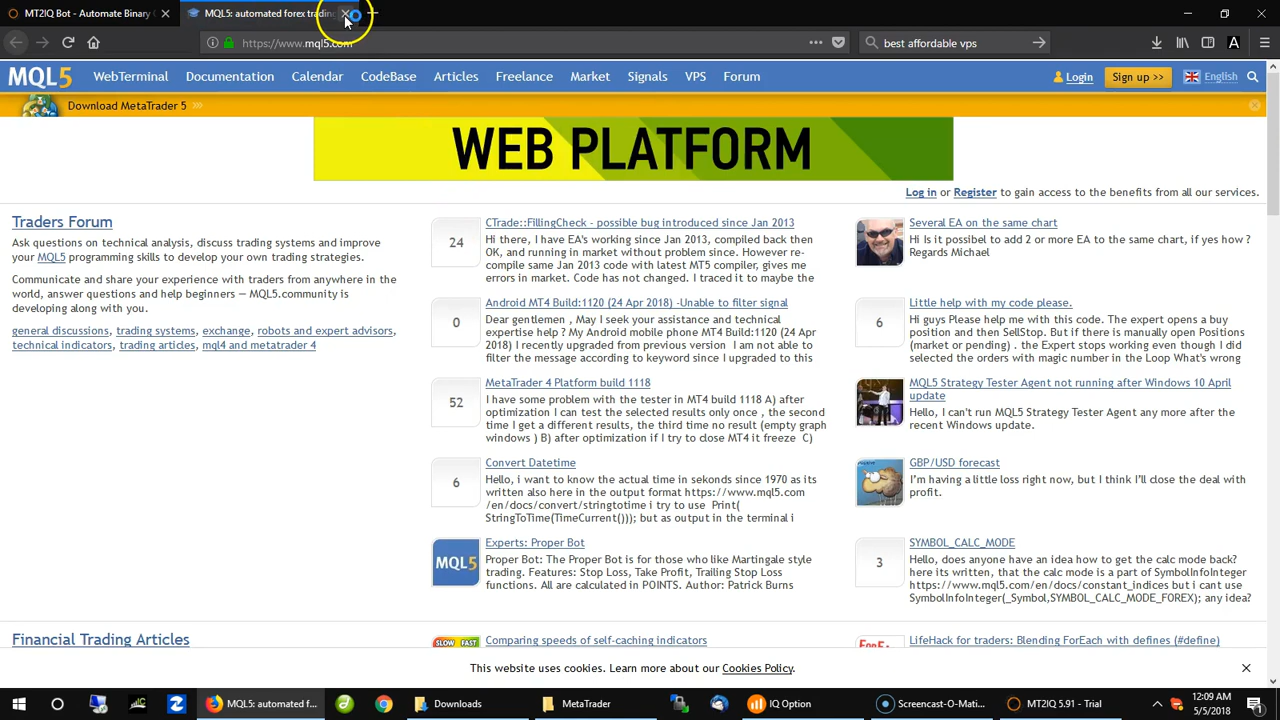 MT2IQ Bot - Automate Binary O
MQL5: automated forex trading
https://www.mql5.com
best affordable vps
MQL5 WebTerminal Documentation Calendar CodeBase Articles Freelance Market Signals VPS Forum
Login Sign up >> English
Download MetaTrader 5
WEB PLATFORM
Log in or Register to gain access to the benefits from all our services.
Traders Forum
Ask questions on technical analysis, discuss trading systems and improve
your MQL5 programming skills to develop your own trading strategies.
Communicate and share your experience with traders from anywhere in the
world, answer questions and help beginners — MQL5.community is
developing along with you.
general discussions, trading systems, exchange, robots and expert advisors,
technical indicators, trading articles, mql4 and metatrader 4
24
CTrade::FillingCheck - possible bug introduced since Jan 2013
Hi there, I have EA's working since Jan 2013, compiled back then
OK, and running in market without problem since. However re-
compile same Jan 2013 code with latest MT5 compiler, gives me
errors in market. Code has not changed. I traced it to maybe the
Several EA on the same chart
Hi Is it possibel to add 2 or more EA to the same chart, if yes how ?
Regards Michael
0
Android MT4 Build:1120 (24 Apr 2018) -Unable to filter signal
Dear gentlemen , May I seek your assistance and technical
expertise help ? My Android mobile phone MT4 Build:1120 (24 Apr
2018) I recently upgraded from previous version I am not able to
filter the message according to keyword since I upgraded to this
6
Little help with my code please.
Hi guys Please help me with this code. The expert opens a buy
position and then SellStop. But if there is manually open Positions
(market or pending) . the Expert stops working even though I did
selected the orders with magic number in the Loop What's wrong
52
MetaTrader 4 Platform build 1118
I have some problem with the tester in MT4 build 1118 A) after
optimization I can test the selected results only once , the second
time I get a different results, the third time no result (empty graph
windows ) B) after optimization if I try to close MT4 it freeze C)
MQL5 Strategy Tester Agent not running after Windows 10 April
update
Hello, I can't run MQL5 Strategy Tester Agent any more after the
recent Windows update.
6
Convert Datetime
Hello, i want to know the actual time in sekonds since 1970 as its
written also here in the output format https://www.mql5.com
/en/docs/convert/stringtotime i try to use Print(
StringToTime(TimeCurrent())); but as output in the terminal i
GBP/USD forecast
I'm having a little loss right now, but I think I'll close the deal with
profit.
MQL5
Experts: Proper Bot
Proper Bot: The Proper Bot is for those who like Martingale style
trading. Features: Stop Loss, Take Profit, Trailing Stop Loss
functions. All are calculated in POINTS. Author: Patrick Burns
3
SYMBOL_CALC_MODE
Hello, does anyone have an idea how to get the calc mode back?
here its written, that the calc mode is a part of SymbolInfoInteger
https://www.mql5.com/en/docs/constant_indices but i cant use
SymbolInfoInteger(_Symbol,SYMBOL_CALC_MODE_FOREX); any idea?
Financial Trading Articles
SLOW FAST
Comparing speeds of self-caching indicators
LifeHack for traders: Blending ForEach with defines (#define)
This website uses cookies. Learn more about our Cookies Policy.
MQL5: automated f...
Downloads
MetaTrader
IQ Option
Screencast-O-Mati...
MT2IQ 5.91 - Trial
12:09 AM
5/5/2018